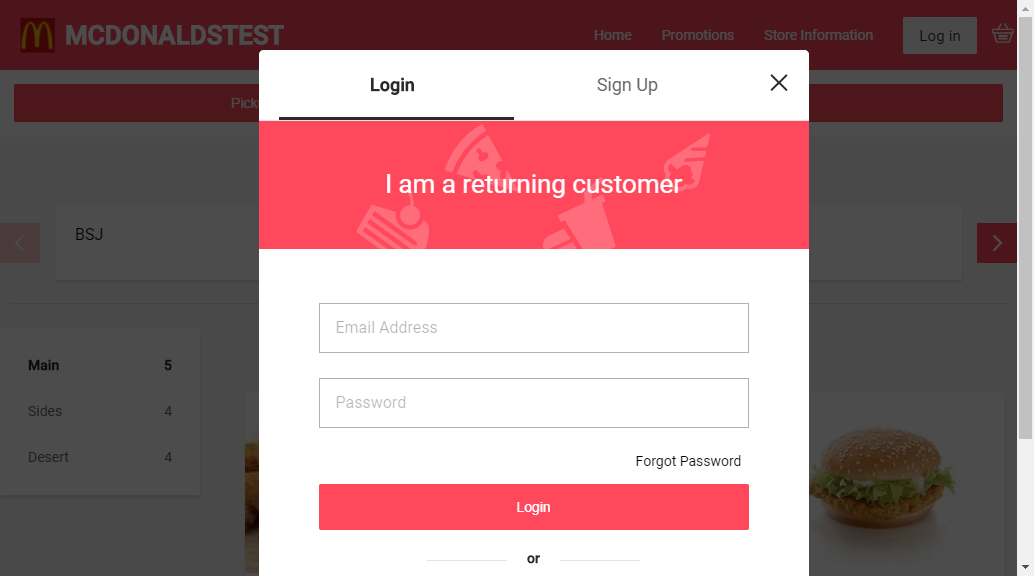 MCDONALDSTEST
Home
Promotions
Store Information
Log in
Login
Sign Up
I am a returning customer
BSJ
Email Address
Main 5
Password
Sides 4
Desert 4
Forgot Password
Login
or